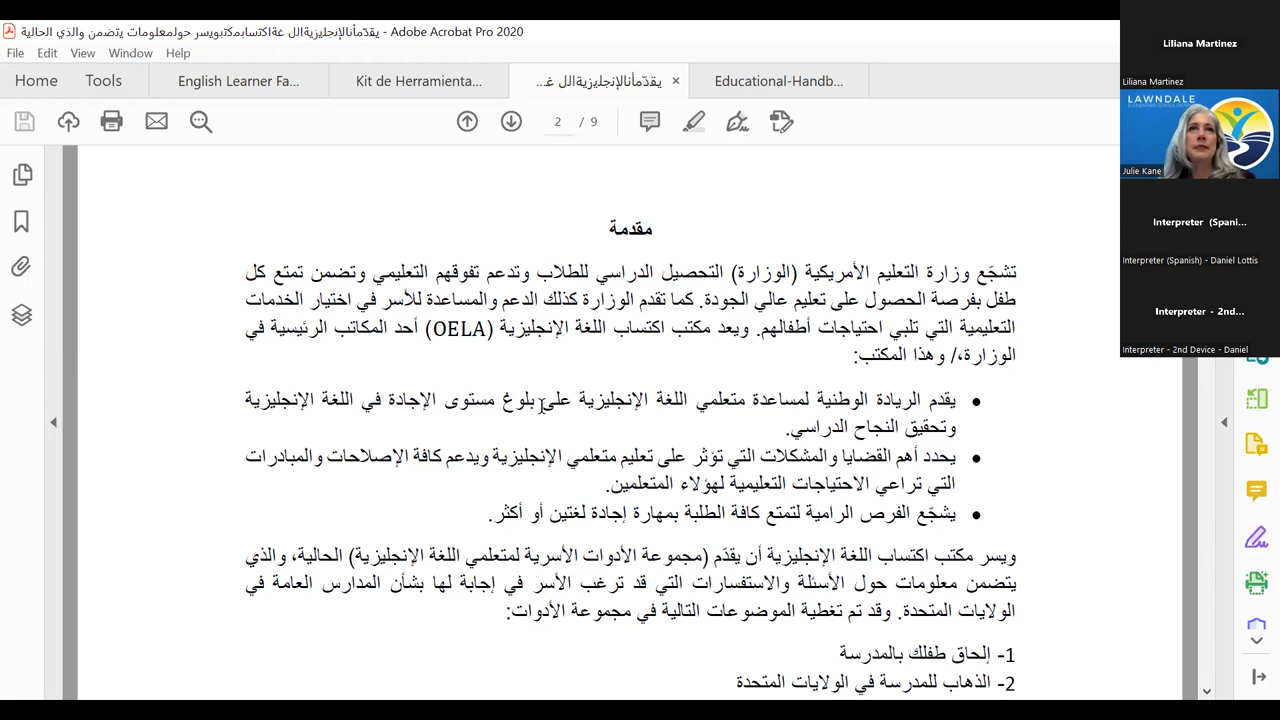 يقدّمأنالإنجليزيةالل غةاكتسابمكتبويسر حولمعلومات يتضمن والذي الحالية - Adobe Acrobat Pro 2020
File Edit View Window Help
Home Tools English Learner Fa... Kit de Herramienta... يقدّمأنالإنجليزيةالل غ... × Educational-Handb...
2 / 9
مقدمة
تشجّع وزارة التعليم الأمريكية (الوزارة) التحصيل الدراسي للطلاب وتدعم تفوقهم التعليمي وتضمن تمتع كل
طفل بفرصة الحصول على تعليم عالي الجودة. كما تقدم الوزارة كذلك الدعم والمساعدة للأسر في اختيار الخدمات
التعليمية التي تلبي احتياجات أطفالهم. ويعد مكتب اكتساب اللغة الإنجليزية (OELA) أحد المكاتب الرئيسية في
الوزارة،/ وهذا المكتب:
• يقدم الريادة الوطنية لمساعدة متعلمي اللغة الإنجليزية على بلوغ مستوى الإجادة في اللغة الإنجليزية
وتحقيق النجاح الدراسي.
• يحدد أهم القضايا والمشكلات التي تؤثر على تعليم متعلمي الإنجليزية ويدعم كافة الإصلاحات والمبادرات
التي تراعي الاحتياجات التعليمية لهؤلاء المتعلمين.
• يشجّع الفرص الرامية لتمتع كافة الطلبة بمهارة إجادة لغتين أو أكثر.
ويسر مكتب اكتساب اللغة الإنجليزية أن يقدّم (مجموعة الأدوات الأسرية لمتعلمي اللغة الإنجليزية) الحالية، والذي
يتضمن معلومات حول الأسئلة والاستفسارات التي قد ترغب الأسر في إجابة لها بشأن المدارس العامة في
الولايات المتحدة. وقد تم تغطية الموضوعات التالية في مجموعة الأدوات:
1- إلحاق طفلك بالمدرسة
2- الذهاب للمدرسة في الولايات المتحدة
Liliana Martinez
Liliana Martinez
LAWNDALE
ELEMENTARY SCHOOL
Julie Kane
Interpreter (Spani...
Interpreter (Spanish) - Daniel Lottis
Interpreter - 2nd...
Interpreter - 2nd Device - Daniel